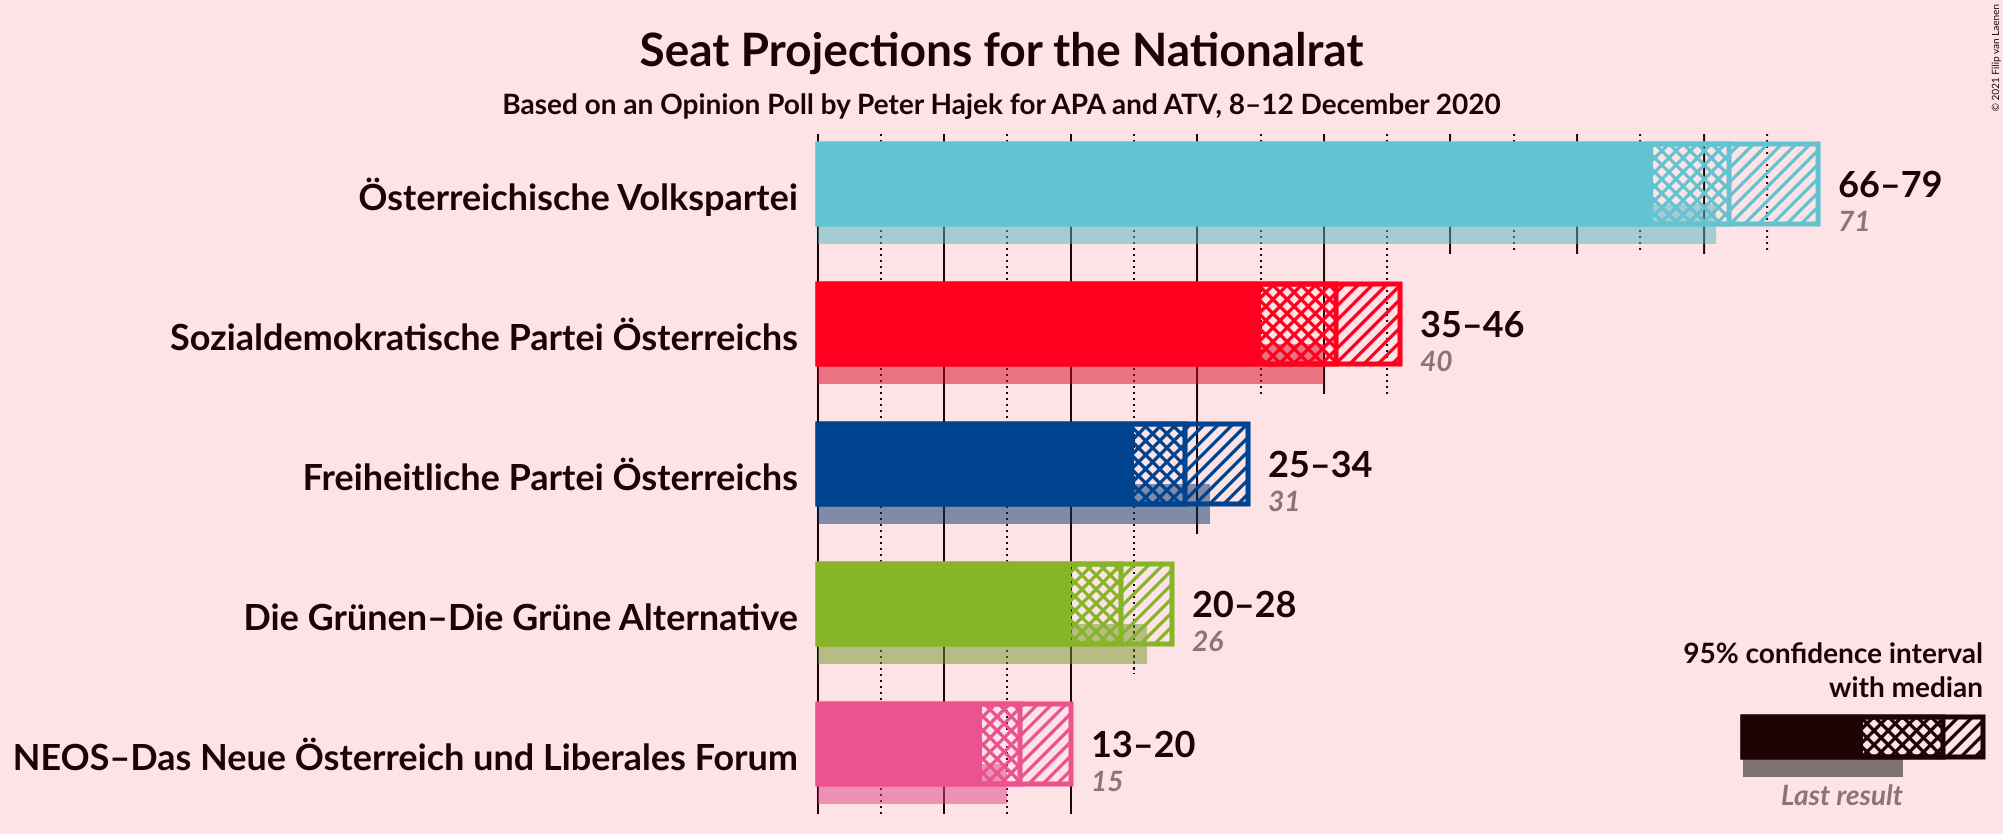 Seat Projections for the Nationalrat
Based on an Opinion Poll by Peter Hajek for APA and ATV, 8–12 December 2020
© 2021 Filip van Laenen
Österreichische Volkspartei
66–79
71
Sozialdemokratische Partei Österreichs
35–46
40
Freiheitliche Partei Österreichs
25–34
31
Die Grünen–Die Grüne Alternative
20–28
26
NEOS–Das Neue Österreich und Liberales Forum
13–20
15
95% confidence interval
with median
Last result